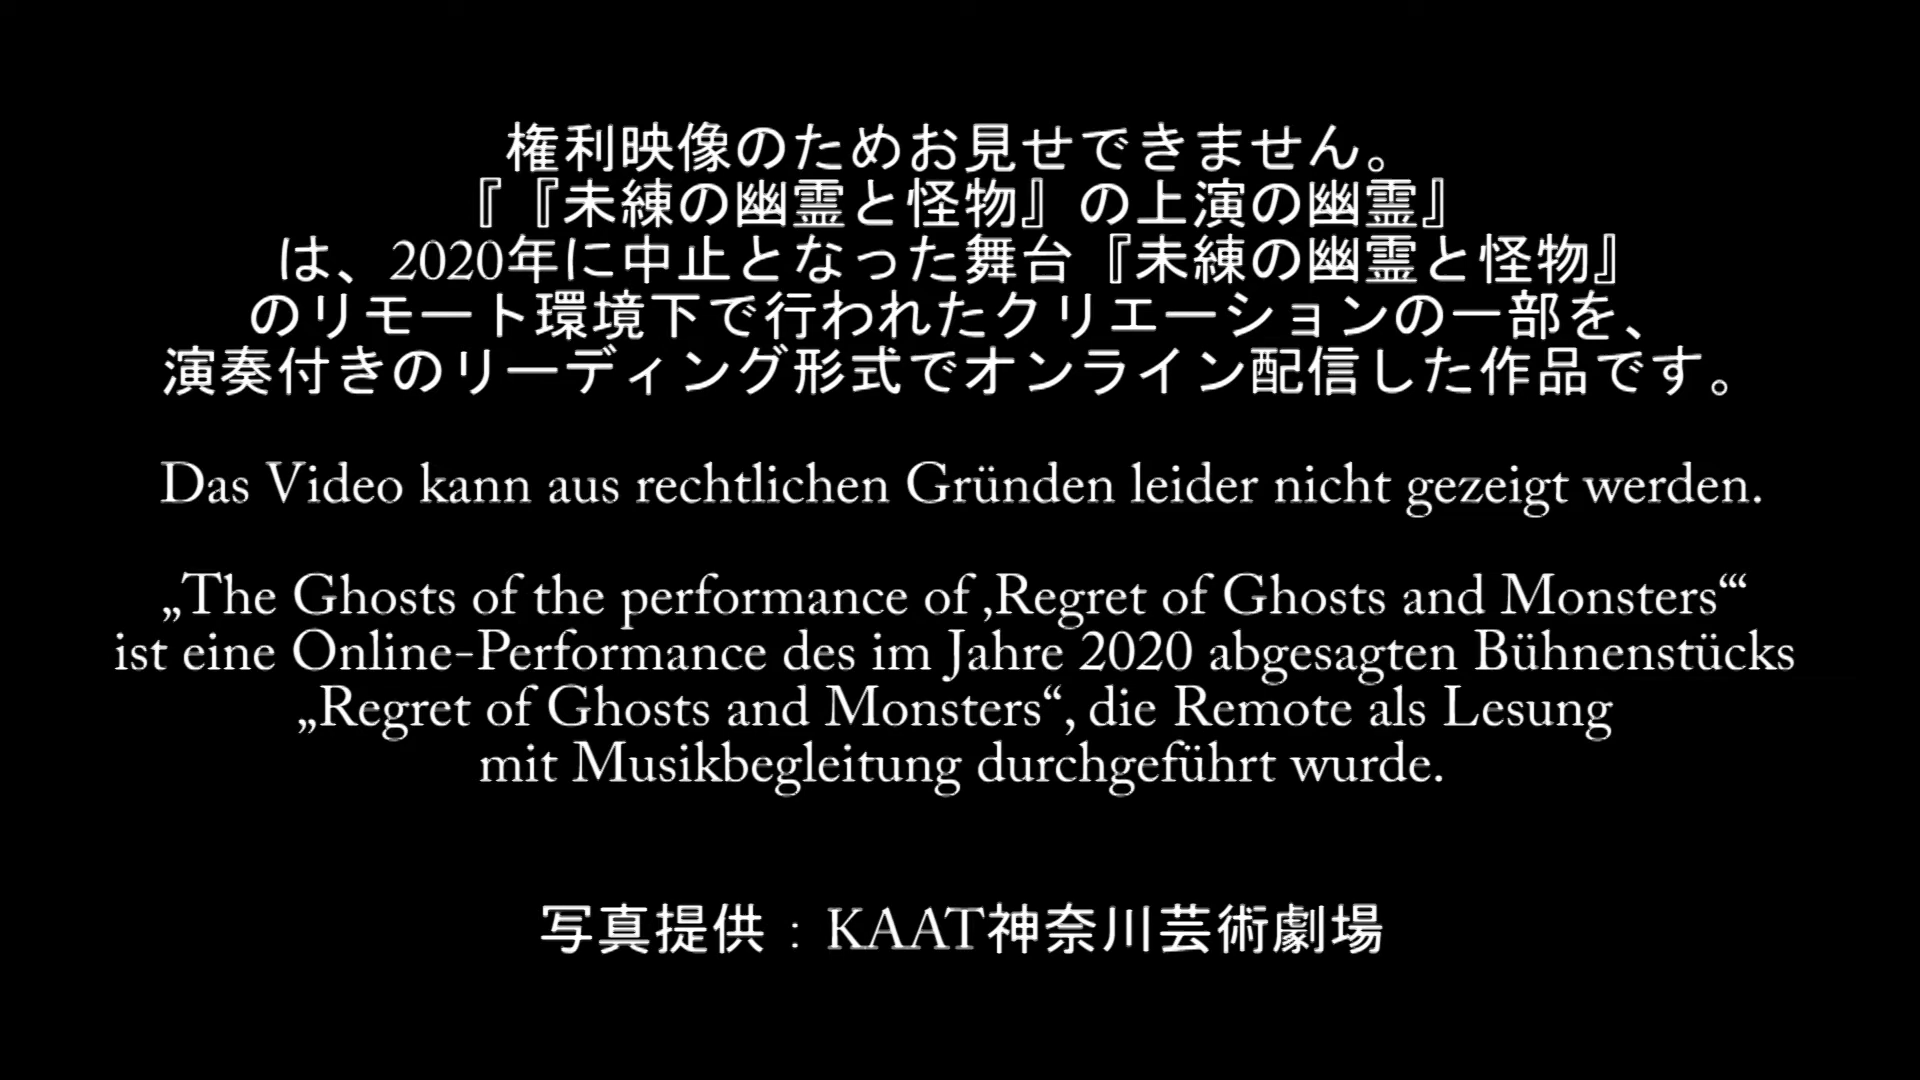 権利映像のためお見せできません。
『『未練の幽霊と怪物』の上演の幽霊』
は、2020年に中止となった舞台『未練の幽霊と怪物』
のリモート環境下で行われたクリエーションの一部を、
演奏付きのリーディング形式でオンライン配信した作品です。
Das Video kann aus rechtlichen Gründen leider nicht gezeigt werden.
„The Ghosts of the performance of ‚Regret of Ghosts and Monsters‘“
ist eine Online-Performance des im Jahre 2020 abgesagten Bühnenstücks
„Regret of Ghosts and Monsters“, die Remote als Lesung
mit Musikbegleitung durchgeführt wurde.
写真提供：KAAT神奈川芸術劇場